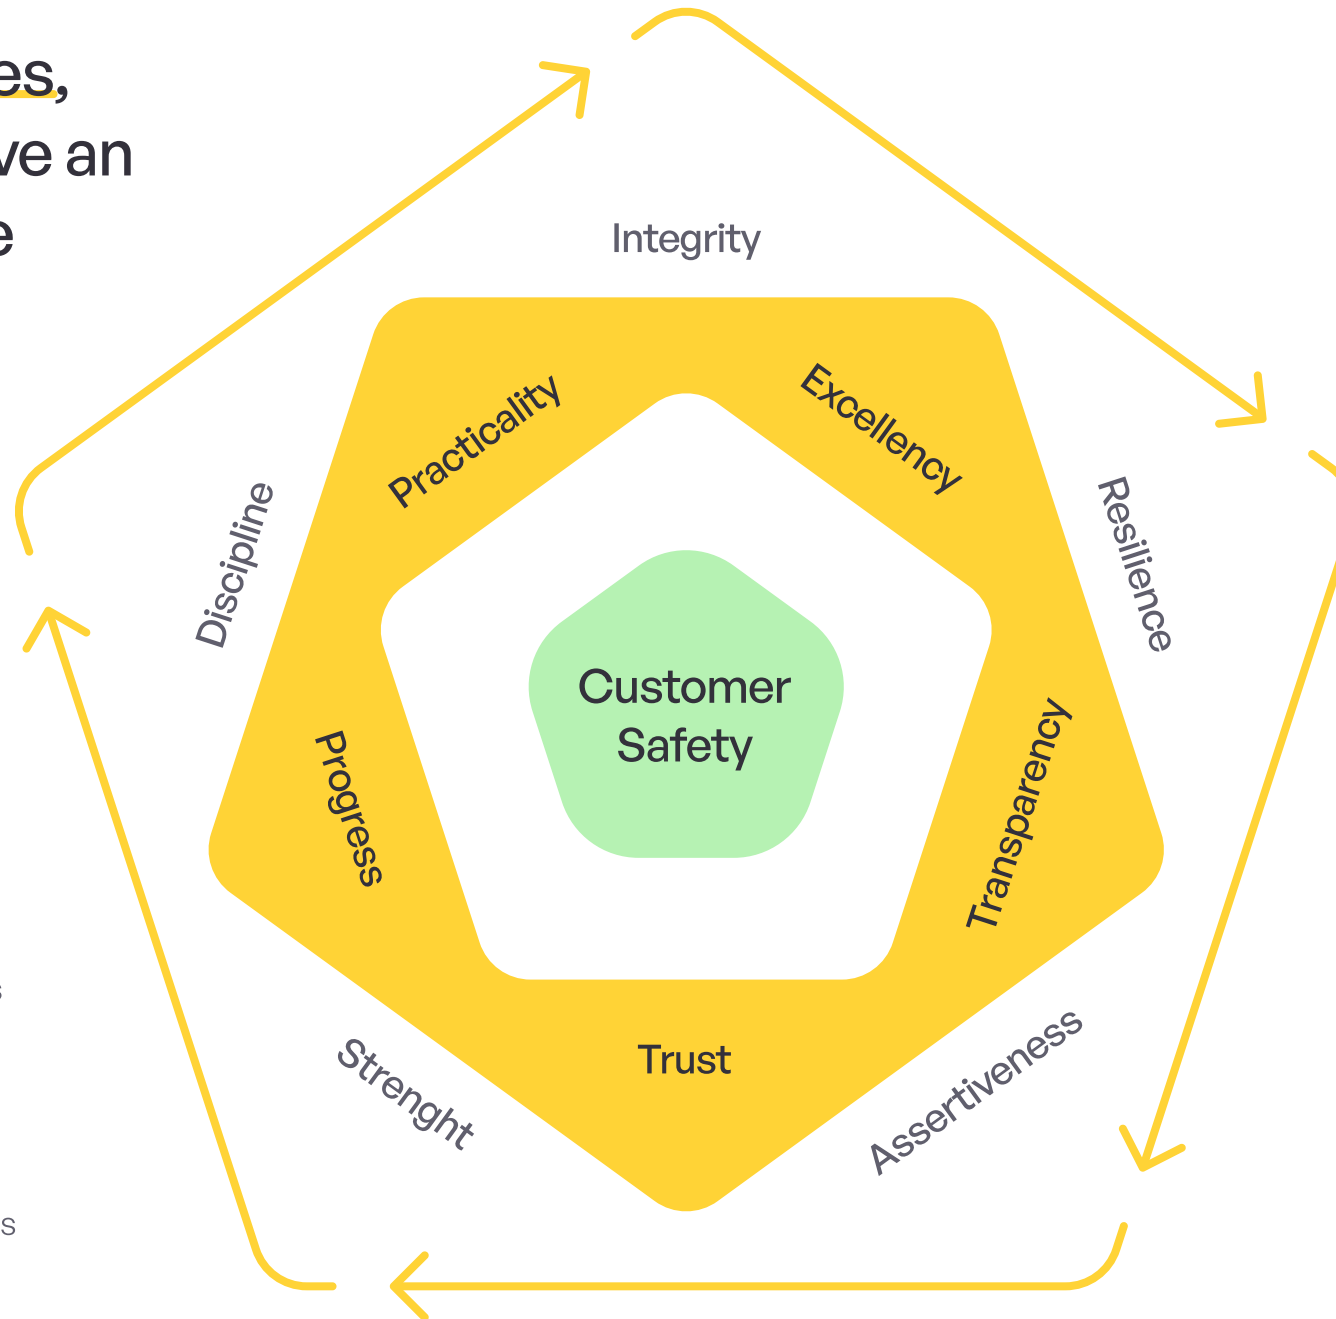 es,
ve an
e
Integrity
Practicality
Excellency
Discipline
Resilience
Customer
Safety
Progress
Transparency
s
Strenght
Trust
Assertiveness
s